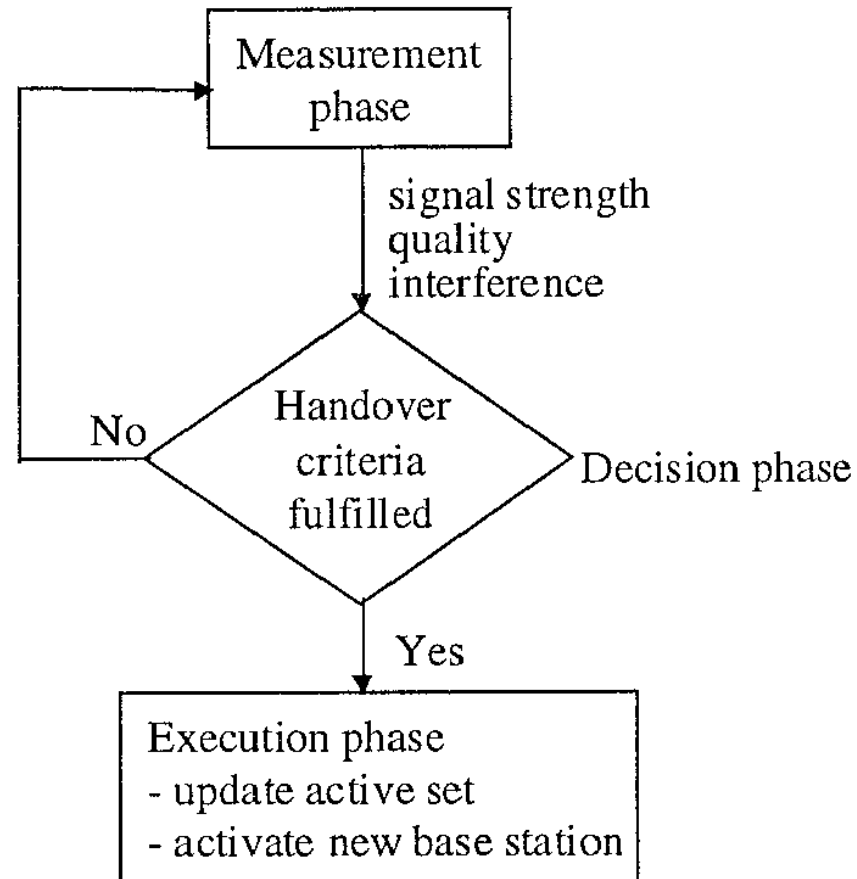 Measurement
phase
signal strength
quality
interference
No
Handover
criteria
fulfilled
Decision phase
Yes
Execution phase
- update active set
- activate new base station